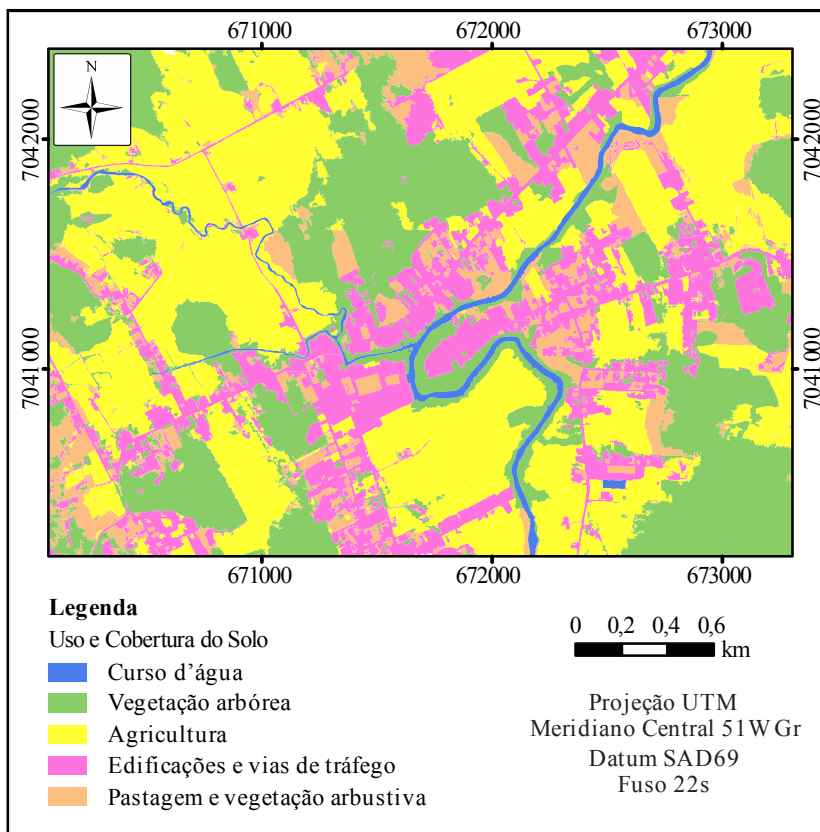 671000 672000 673000
N
7042000 7042000
7041000 7041000
671000 672000 673000
Legenda
Uso e Cobertura do Solo
Curso d'água
Vegetação arbórea
Agricultura
Edificações e vias de tráfego
Pastagem e vegetação arbustiva
0 0,2 0,4 0,6
km
Projeção UTM
Meridiano Central 51W Gr
Datum SAD69
Fuso 22s